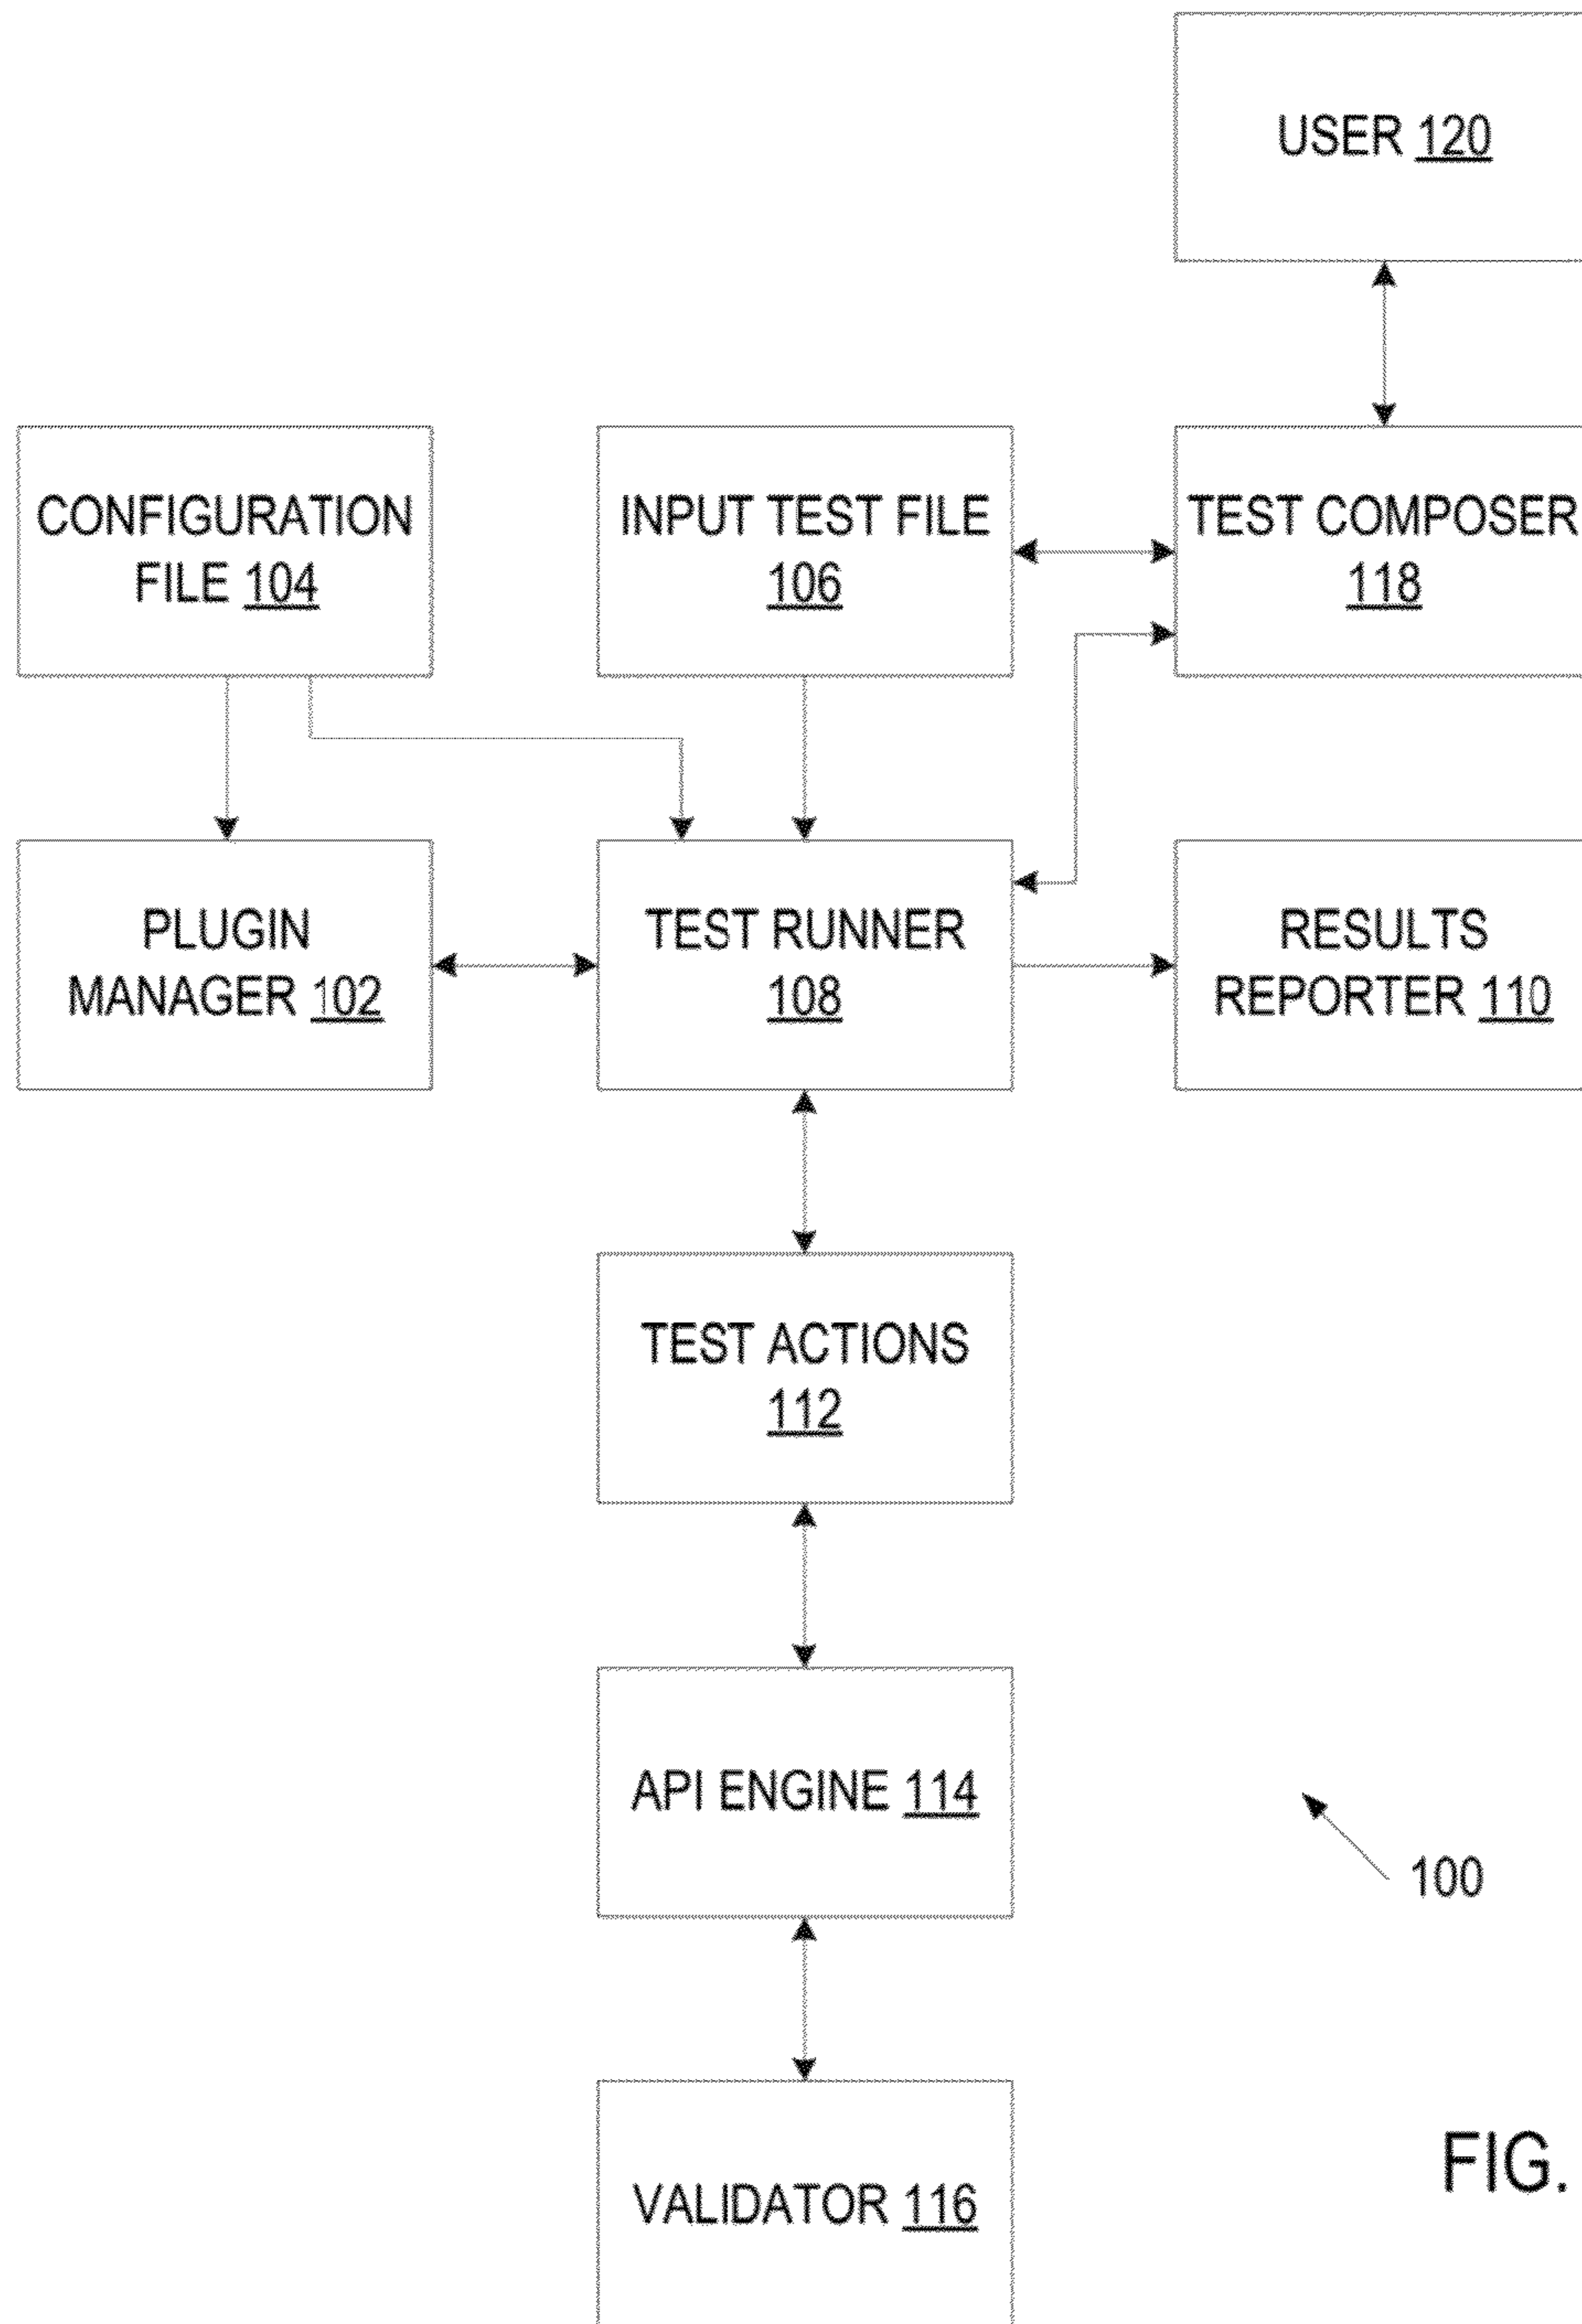 USER 120
CONFIGURATION
FILE 104
INPUT TEST FILE
106
TEST COMPOSER
118
PLUGIN
MANAGER 102
TEST RUNNER
108
RESULTS
REPORTER 110
TEST ACTIONS
112
API ENGINE 114
100
VALIDATOR 116
FIG.